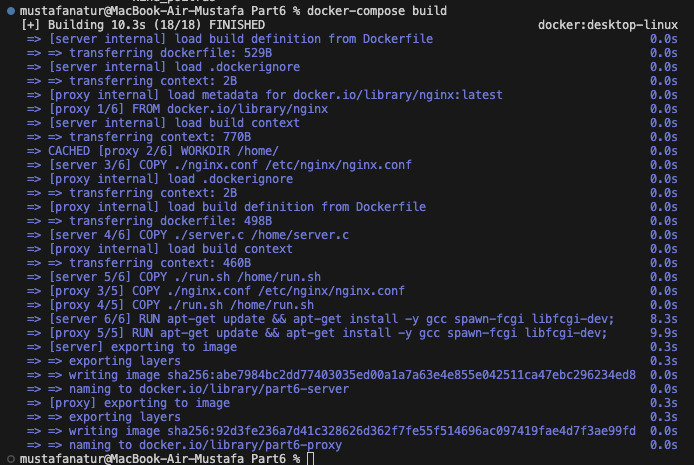 mustafanatur@MacBook-Air-Mustafa Part6 % docker-compose build
[+] Building 10.3s (18/18) FINISHED docker:desktop-linux
=> [server internal] load build definition from Dockerfile 0.0s
=> => transferring dockerfile: 529B 0.0s
=> [server internal] load .dockerignore 0.0s
=> => transferring context: 2B 0.0s
=> [proxy internal] load metadata for docker.io/library/nginx:latest 0.0s
=> [proxy 1/6] FROM docker.io/library/nginx 0.0s
=> [server internal] load build context 0.0s
=> => transferring context: 770B 0.0s
=> CACHED [proxy 2/6] WORKDIR /home/ 0.0s
=> [server 3/6] COPY ./nginx.conf /etc/nginx/nginx.conf 0.0s
=> [proxy internal] load .dockerignore 0.0s
=> => transferring context: 2B 0.0s
=> [proxy internal] load build definition from Dockerfile 0.0s
=> => transferring dockerfile: 498B 0.0s
=> [server 4/6] COPY ./server.c /home/server.c 0.0s
=> [proxy internal] load build context 0.0s
=> => transferring context: 460B 0.0s
=> [server 5/6] COPY ./run.sh /home/run.sh 0.0s
=> [proxy 3/5] COPY ./nginx.conf /etc/nginx/nginx.conf 0.0s
=> [proxy 4/5] COPY ./run.sh /home/run.sh 0.0s
=> [server 6/6] RUN apt-get update && apt-get install -y gcc spawn-fcgi libfcgi-dev; 8.3s
=> [proxy 5/5] RUN apt-get update && apt-get install -y gcc spawn-fcgi libfcgi-dev; 9.9s
=> [server] exporting to image 0.3s
=> => exporting layers 0.3s
=> => writing image sha256:abe7984bc2dd77403035ed00a1a7a63e4e855e042511ca47ebc296234ed8 0.0s
=> => naming to docker.io/library/part6-server 0.0s
=> [proxy] exporting to image 0.3s
=> => exporting layers 0.3s
=> => writing image sha256:92d3fe236a7d41c328626d362f7fe55f514696ac097419fae4d7f3ae99fd 0.0s
=> => naming to docker.io/library/part6-proxy 0.0s
mustafanatur@MacBook-Air-Mustafa Part6 %